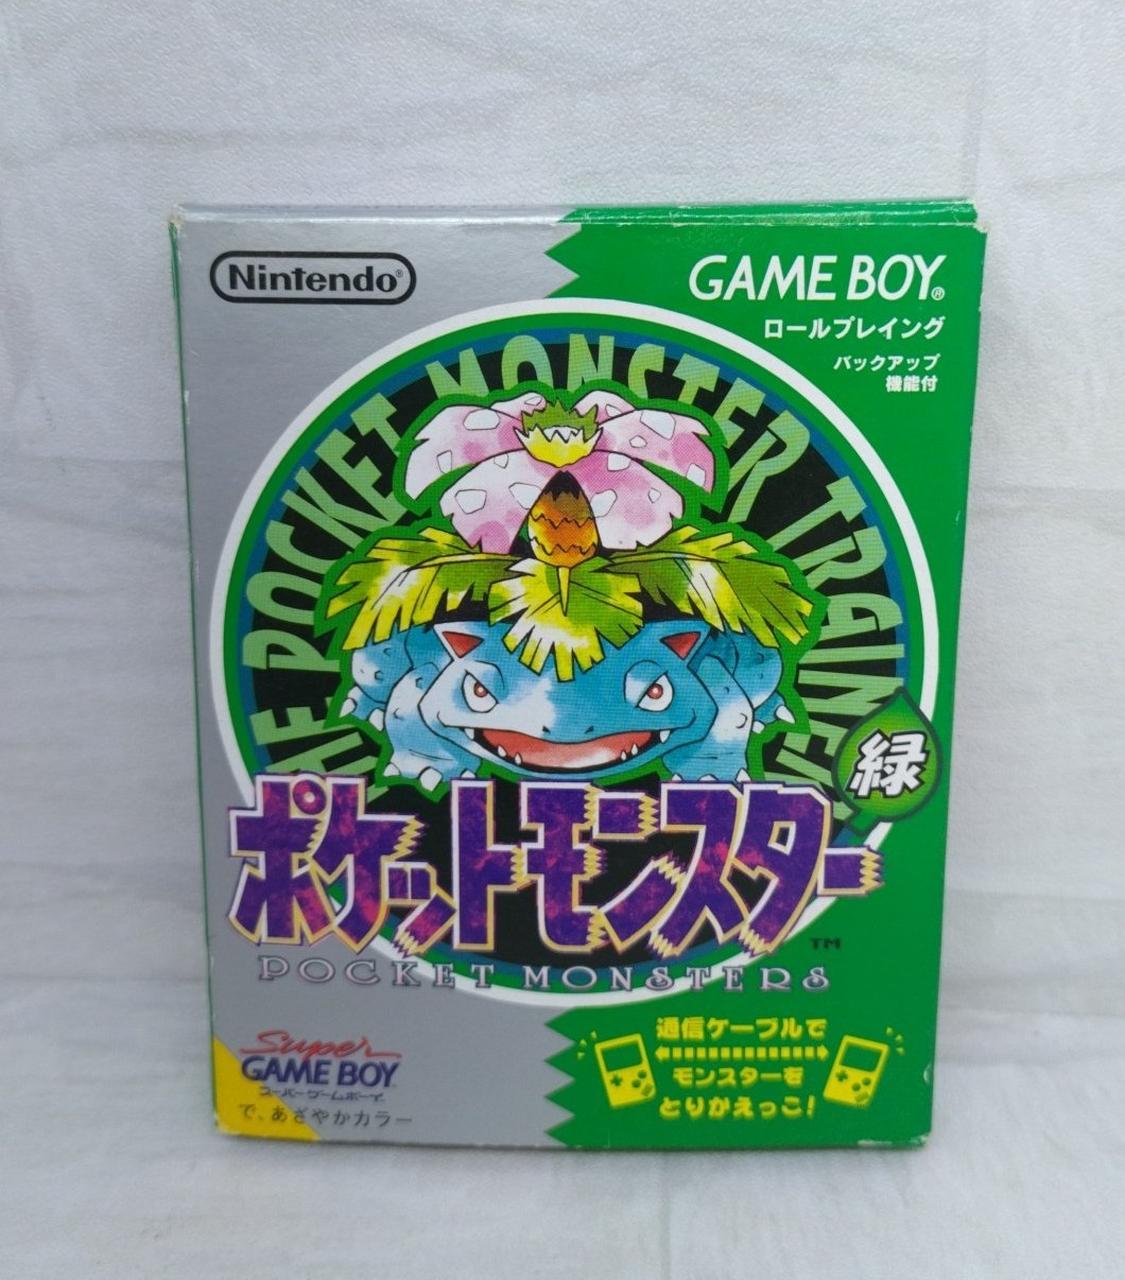 Nintendo®
GAME BOY®
ロールプレイング
バックアップ
機能付
THE POCKET MONSTER TRAINER
緑
ポケットモンスター
TM
POCKET MONSTERS
Super
GAME BOY
スーパーゲームボーイ
で、あざやかカラー
通信ケーブルで
モンスターを
とりかえっこ!